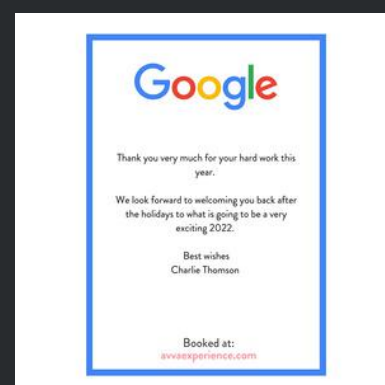 Google
Thank you very much for your hard work this
year.
We look forward to welcoming you back after
the holidays to what is going to be a very
exciting 2022.
Best wishes
Charlie Thomson
Booked at:
avvaexperience.com